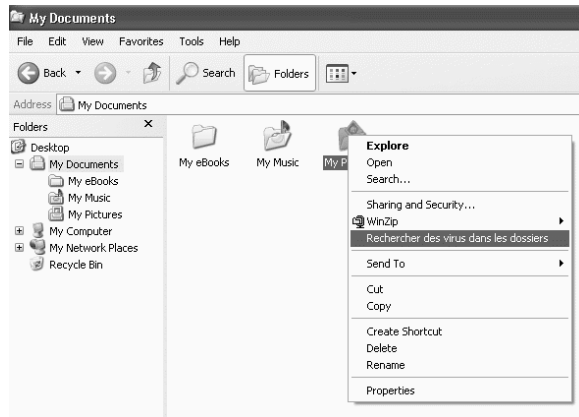 My Documents
File Edit View Favorites Tools Help
Back Search Folders
Address My Documents
Folders X
Desktop
My Documents
My eBooks
My Music
My Pictures
My Computer
My Network Places
Recycle Bin
My eBooks My Music My P
Explore
Open
Search...
Sharing and Security...
WinZip
Rechercher des virus dans les dossiers
Send To
Cut
Copy
Create Shortcut
Delete
Rename
Properties